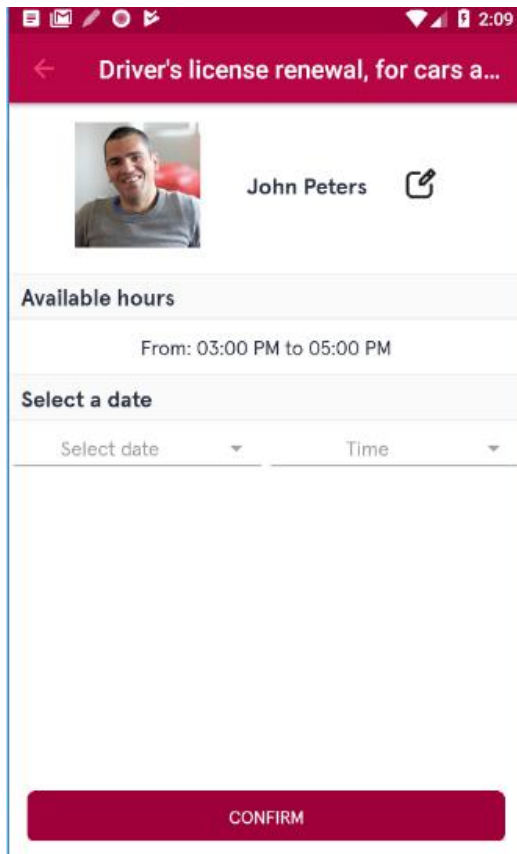 2:09
Driver's license renewal, for cars a...
John Peters
Available hours
From: 03:00 PM to 05:00 PM
Select a date
Select date
Time
CONFIRM